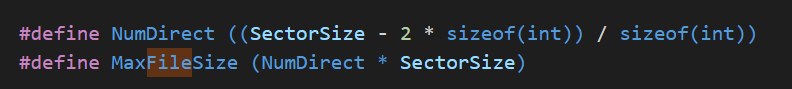 #define NumDirect ((SectorSize - 2 * sizeof(int)) / sizeof(int))
#define MaxFileSize (NumDirect * SectorSize)